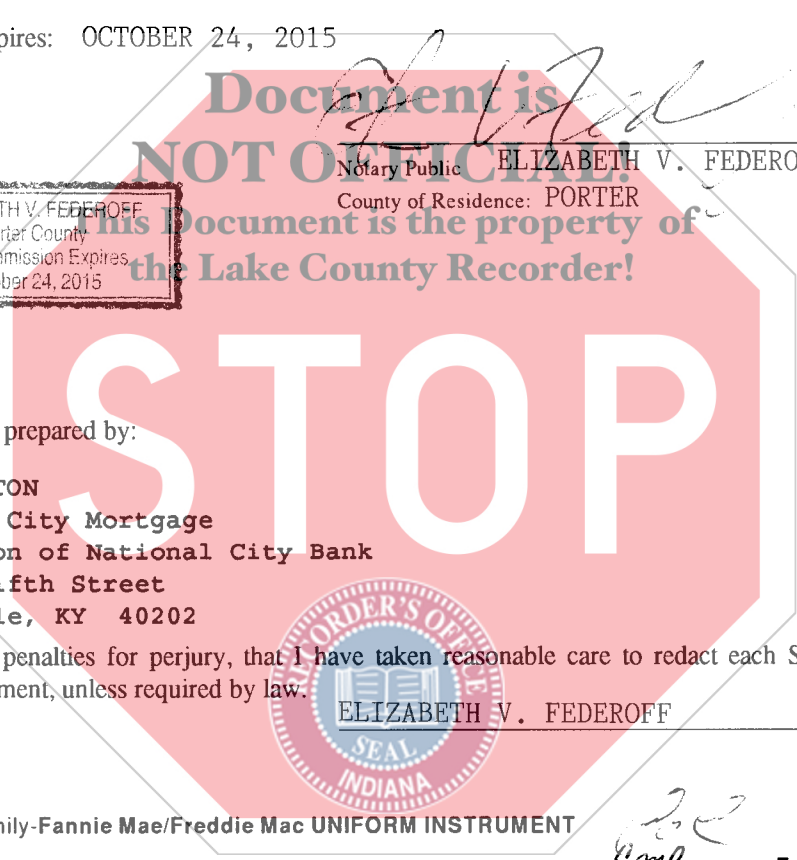 pires: OCTOBER 24, 2015
Document is
NOT OFFICIAL!
Notary Public ELIZABETH V. FEDERO
County of Residence: PORTER
This Document is the property of
the Lake County Recorder!
TH V. FEDEROFF
rter County
mmission Expires
ber 24, 2015
STOP
prepared by:
TON
City Mortgage
on of National City Bank
ifth Street
le, KY 40202
penalties for perjury, that I have taken reasonable care to redact each S
ment, unless required by law.
ELIZABETH V. FEDEROFF
RECORDER'S OFFICE
SEAL
INDIANA
mily-Fannie Mae/Freddie Mac UNIFORM INSTRUMENT